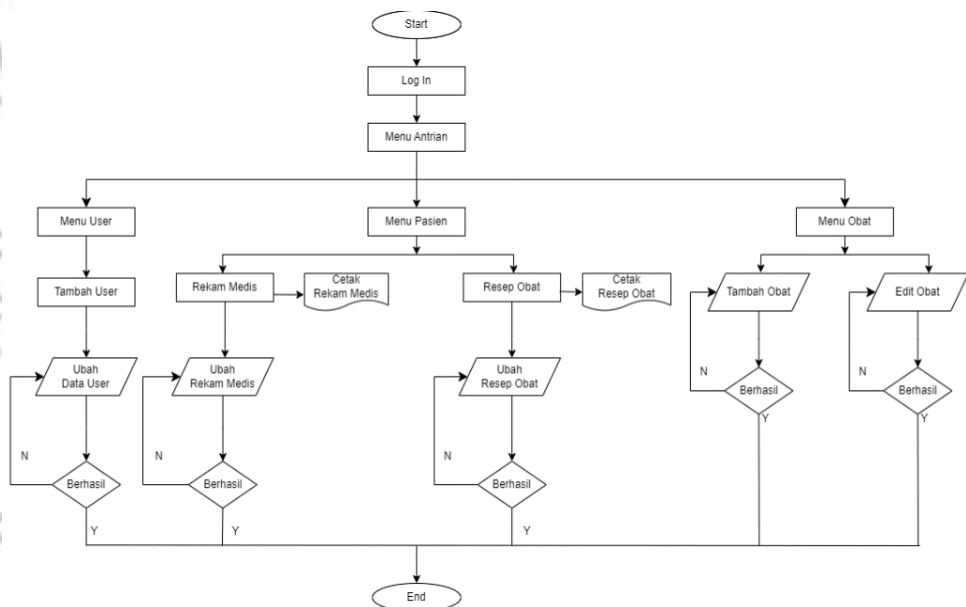 Start
Log In
Menu Antrian
Menu User
Menu Pasien
Menu Obat
Tambah User
Rekam Medis
Cetak
Rekam Medis
Resep Obat
Cetak
Resep Obat
Tambah Obat
Edit Obat
Ubah
Data User
Ubah
Rekam Medis
Ubah
Resep Obat
N
Berhasil
Y
N
Berhasil
Y
N
Berhasil
Y
N
Berhasil
Y
N
Berhasil
Y
End